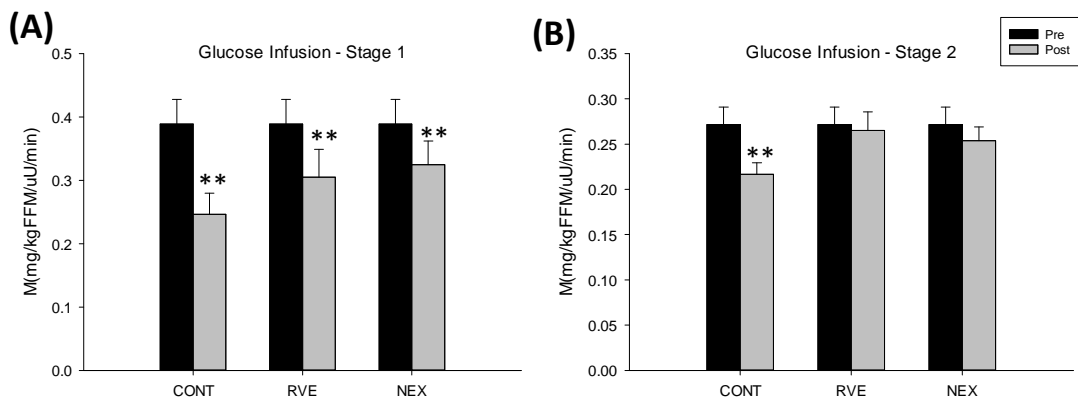 (A)
Glucose Infusion - Stage 1
M(mg/kgFFM/uU/min)
0.5
0.4
0.3
0.2
0.1
0.0
**
**
**
CONT RVE NEX
(B)
Glucose Infusion - Stage 2
Pre
Post
M(mg/kgFFM/uU/min)
0.35
0.30
0.25
0.20
0.15
0.10
0.05
0.00
**
CONT RVE NEX